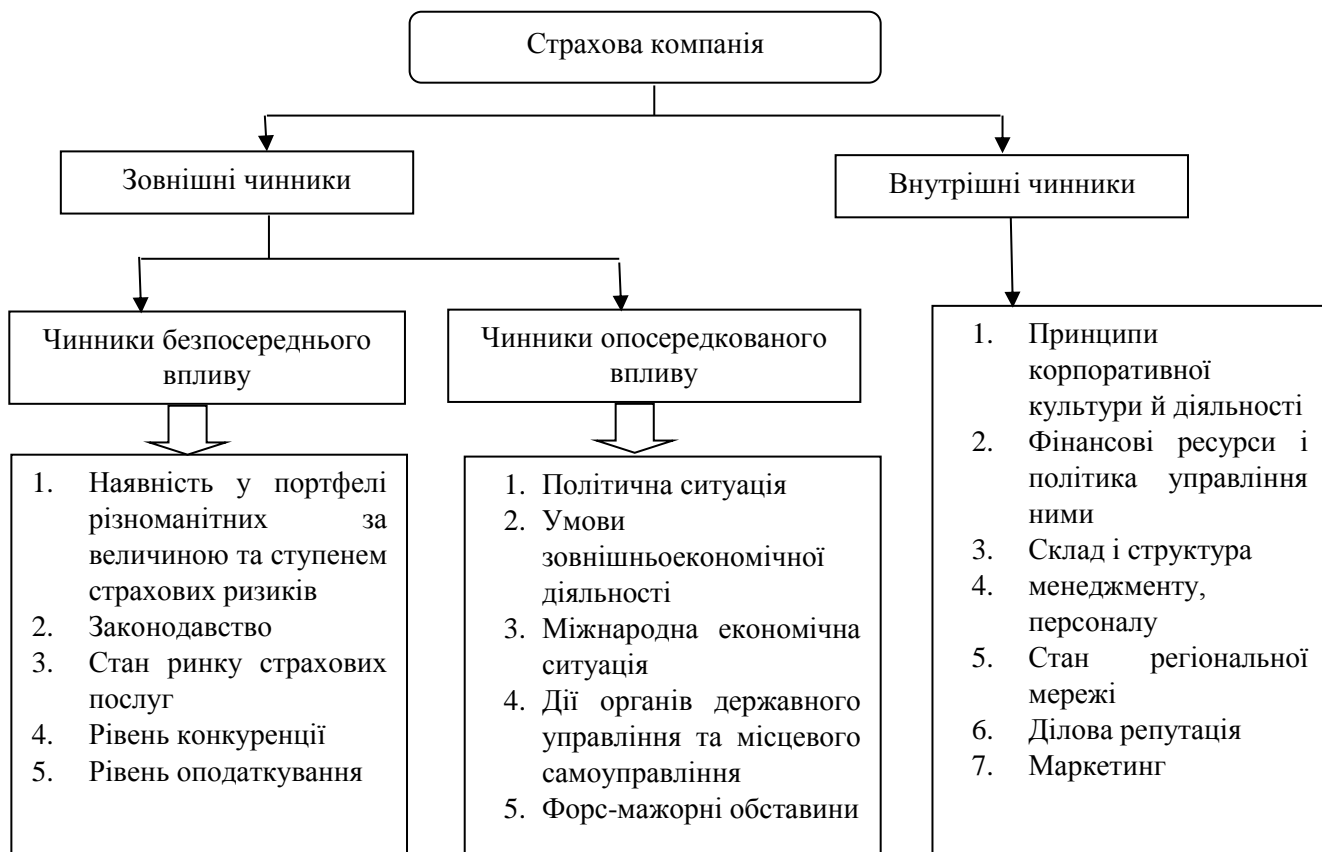 Страхова компанія
Зовнішні чинники
Внутрішні чинники
Чинники безпосереднього
впливу
Чинники опосередкованого
впливу
1. Наявність у портфелі
різноманітних за
величиною та ступенем
страхових ризиків
2. Законодавство
3. Стан ринку страхових
послуг
4. Рівень конкуренції
5. Рівень оподаткування
1. Політична ситуація
2. Умови
зовнішньоекономічної
діяльності
3. Міжнародна економічна
ситуація
4. Дії органів державного
управління та місцевого
самоуправління
5. Форс-мажорні обставини
1. Принципи
корпоративної
культури й діяльності
2. Фінансові ресурси і
політика управління
ними
3. Склад і структура
4. менеджменту,
персоналу
5. Стан регіональної
мережі
6. Ділова репутація
7. Маркетинг